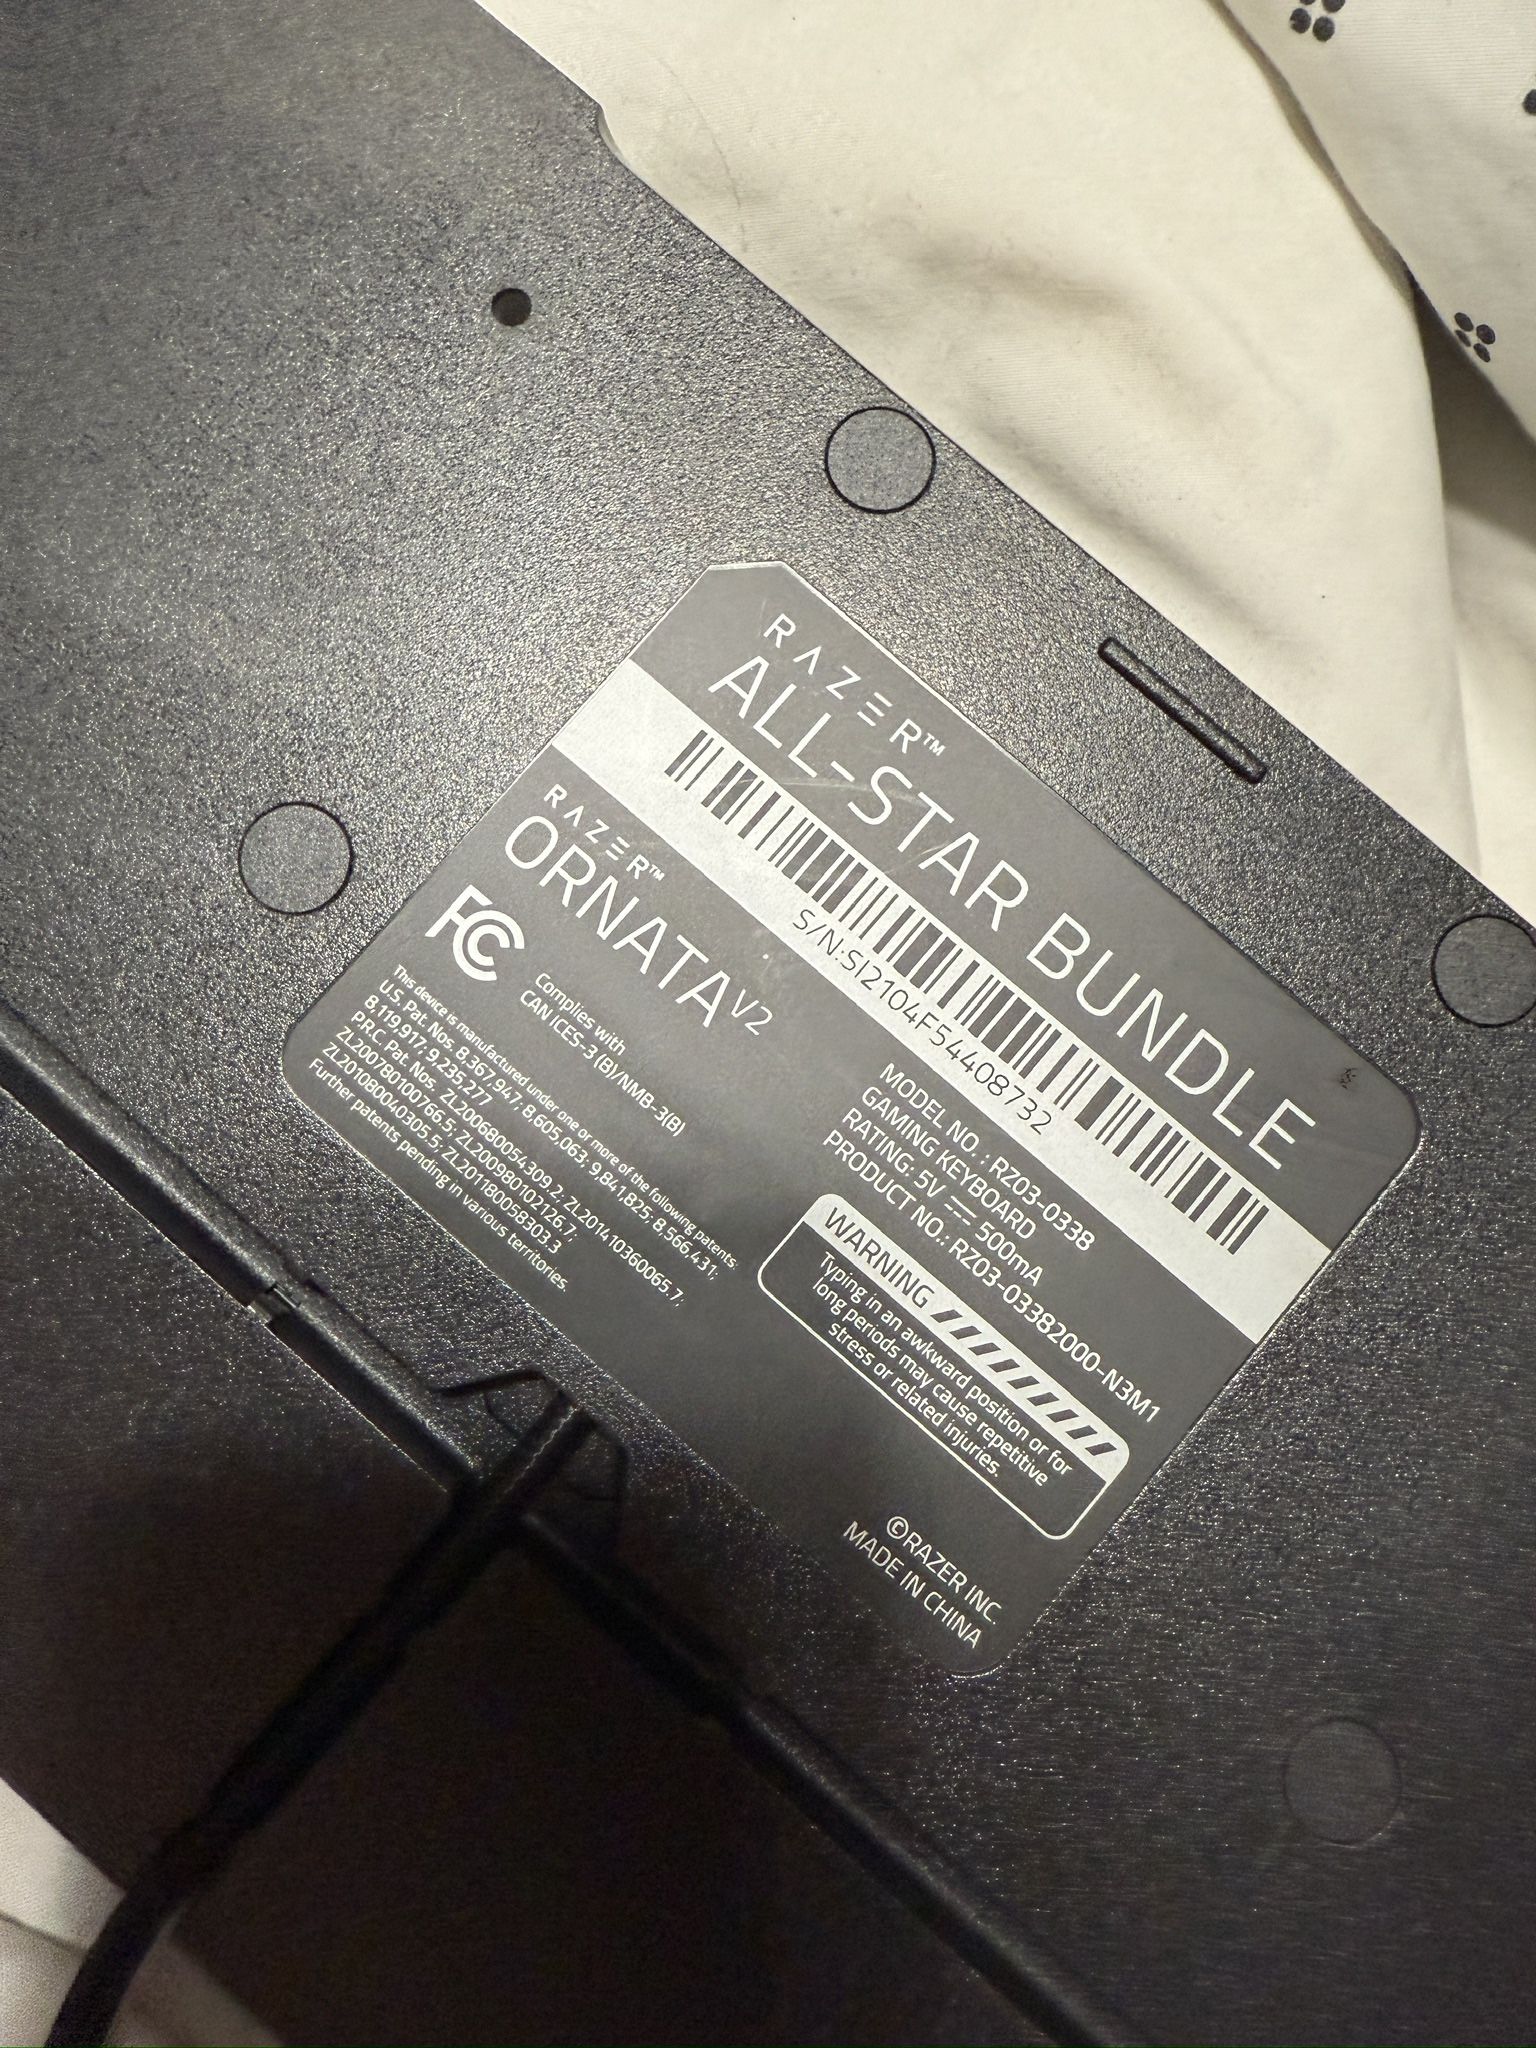 RAZER™
ALL-STAR BUNDLE
S/N:SI2104F54408732
RAZER™
ORNATA V2
FC
Complies with
CAN ICES-3 (B)/NMB-3(B)
This device is manufactured under one or more of the following patents:
U.S. Pat. Nos. 8,367,947; 8,605,063; 9,841,825; 8,566,431;
8,119,917; 9,235,277
P.R.C. Pat. Nos. ZL200680054309.2; ZL201410360065.7;
ZL200780100766.5; ZL200980102126.7;
ZL201080040305.5; ZL201180058303.3
Further patents pending in various territories.
MODEL NO. : RZ03-0338
GAMING KEYBOARD
RATING: 5V ⎓ 500mA
PRODUCT NO.: RZ03-03382000-N3M1
WARNING
Typing in an awkward position or for
long periods may cause repetitive
stress or related injuries.
©RAZER INC.
MADE IN CHINA